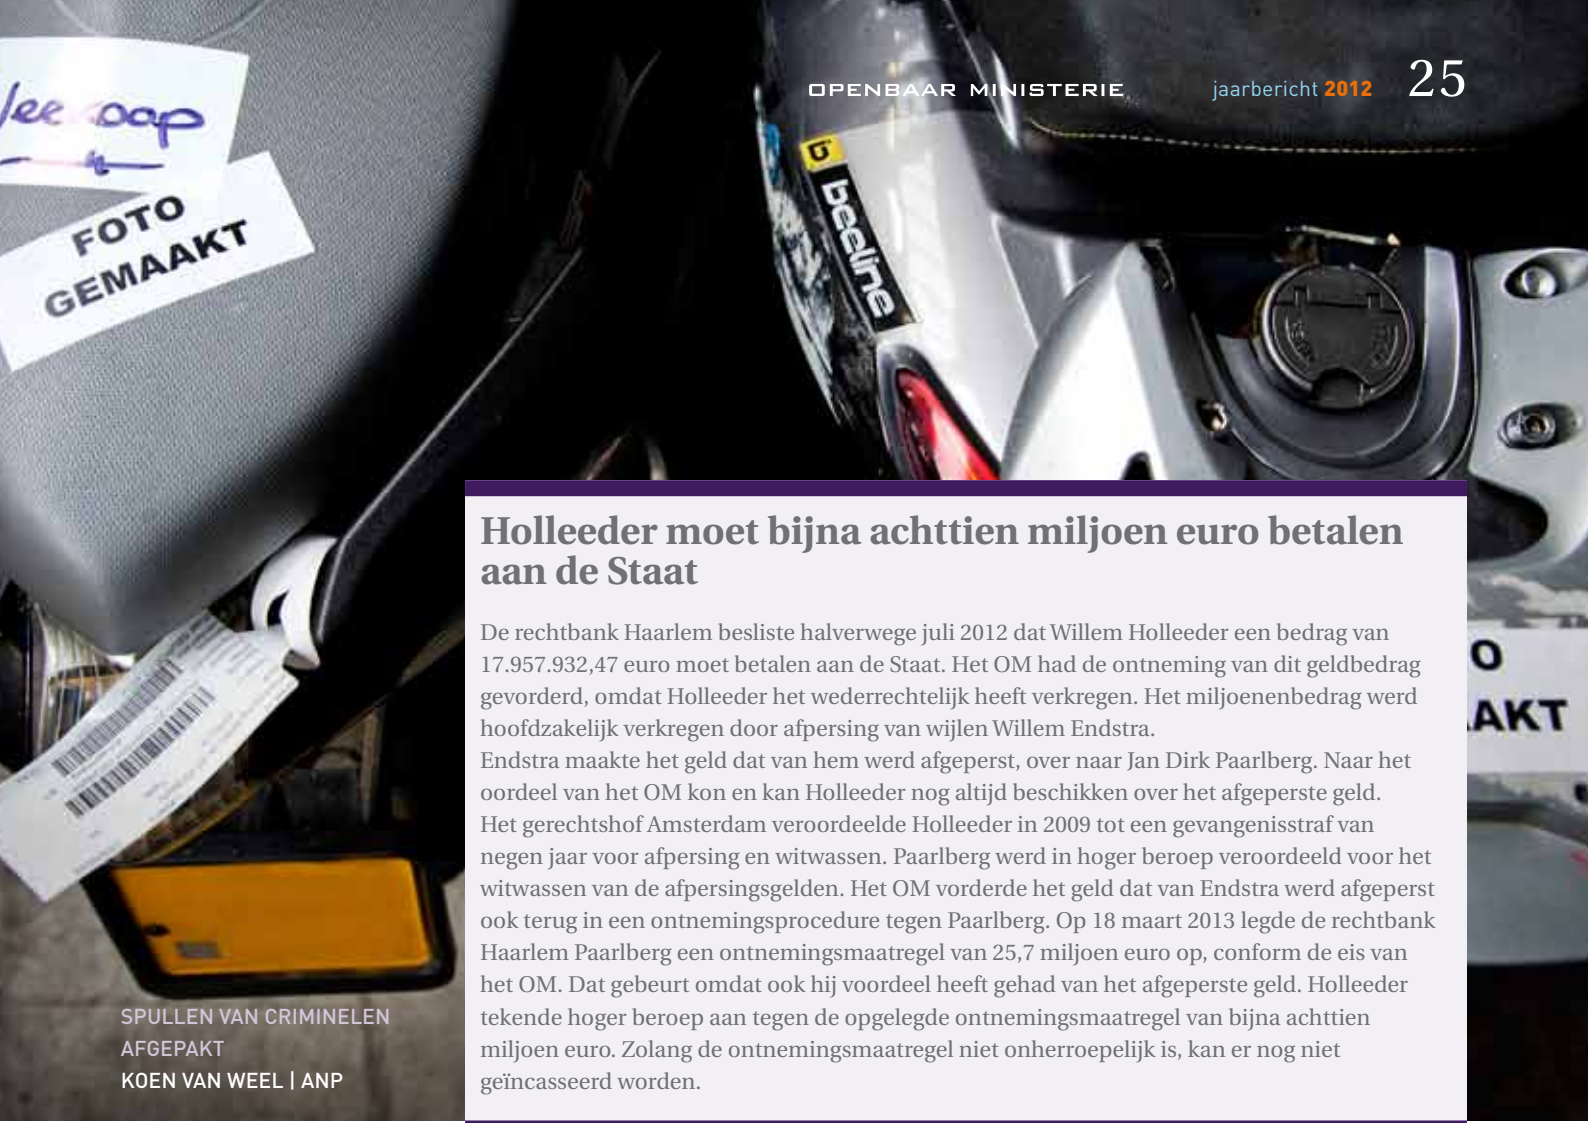 OPENBAAR MINISTERIE jaarbericht 2012 25
FOTO
GEMAAKT
b
beeline
Holleeder moet bijna achttien miljoen euro betalen
aan de Staat
De rechtbank Haarlem besliste halverwege juli 2012 dat Willem Holleeder een bedrag van
17.957.932,47 euro moet betalen aan de Staat. Het OM had de ontneming van dit geldbedrag
gevorderd, omdat Holleeder het wederrechtelijk heeft verkregen. Het miljoenenbedrag werd
hoofdzakelijk verkregen door afpersing van wijlen Willem Endstra.
Endstra maakte het geld dat van hem werd afgeperst, over naar Jan Dirk Paarlberg. Naar het
oordeel van het OM kon en kan Holleeder nog altijd beschikken over het afgeperste geld.
Het gerechtshof Amsterdam veroordeelde Holleeder in 2009 tot een gevangenisstraf van
negen jaar voor afpersing en witwassen. Paarlberg werd in hoger beroep veroordeeld voor het
witwassen van de afpersingsgelden. Het OM vorderde het geld dat van Endstra werd afgeperst
ook terug in een ontnemingsprocedure tegen Paarlberg. Op 18 maart 2013 legde de rechtbank
Haarlem Paarlberg een ontnemingsmaatregel van 25,7 miljoen euro op, conform de eis van
het OM. Dat gebeurt omdat ook hij voordeel heeft gehad van het afgeperste geld. Holleeder
tekende hoger beroep aan tegen de opgelegde ontnemingsmaatregel van bijna achttien
miljoen euro. Zolang de ontnemingsmaatregel niet onherroepelijk is, kan er nog niet
geïncasseerd worden.
O
AKT
SPULLEN VAN CRIMINELEN
AFGEPAKT
KOEN VAN WEEL | ANP